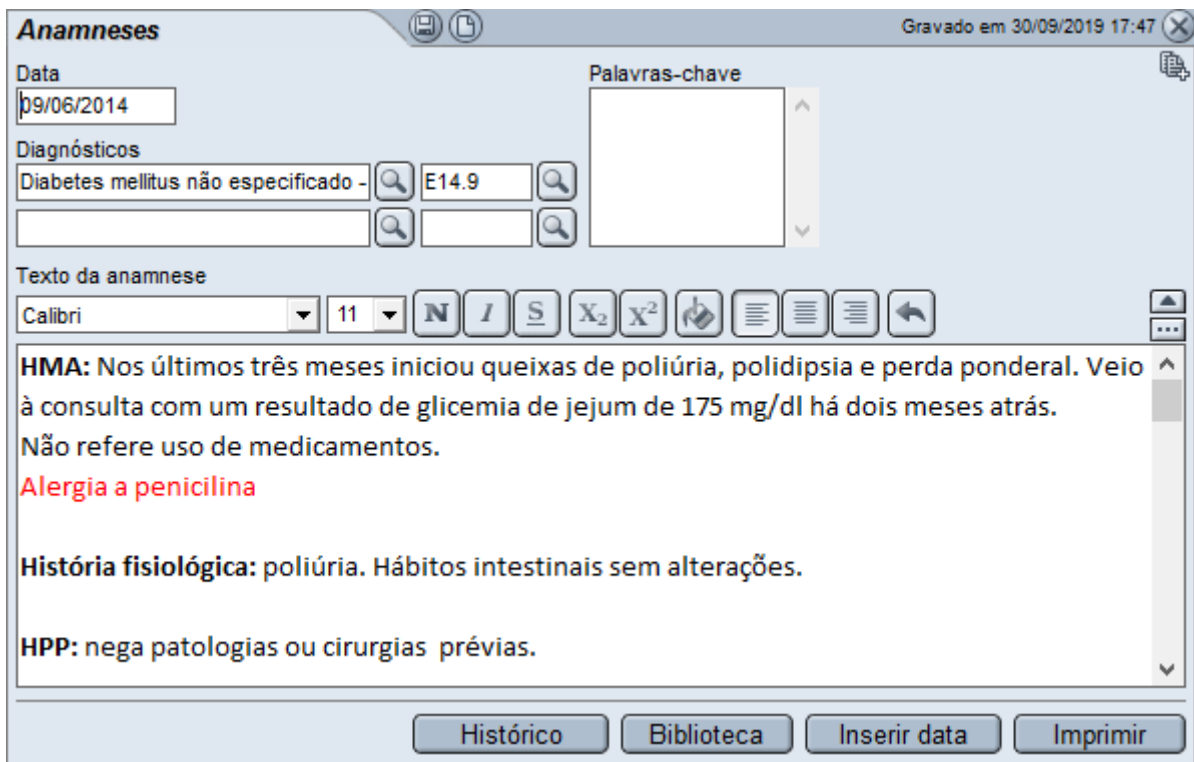 Anamneses
Gravado em 30/09/2019 17:47
Data
09/06/2014
Palavras-chave
Diagnósticos
Diabetes mellitus não especificado - E14.9
Texto da anamnese
Calibri 11 N I S X₂ X²
HMA: Nos últimos três meses iniciou queixas de poliúria, polidipsia e perda ponderal. Veio
à consulta com um resultado de glicemia de jejum de 175 mg/dl há dois meses atrás.
Não refere uso de medicamentos.
Alergia a penicilina
História fisiológica: poliúria. Hábitos intestinais sem alterações.
HPP: nega patologias ou cirurgias prévias.
Histórico Biblioteca Inserir data Imprimir